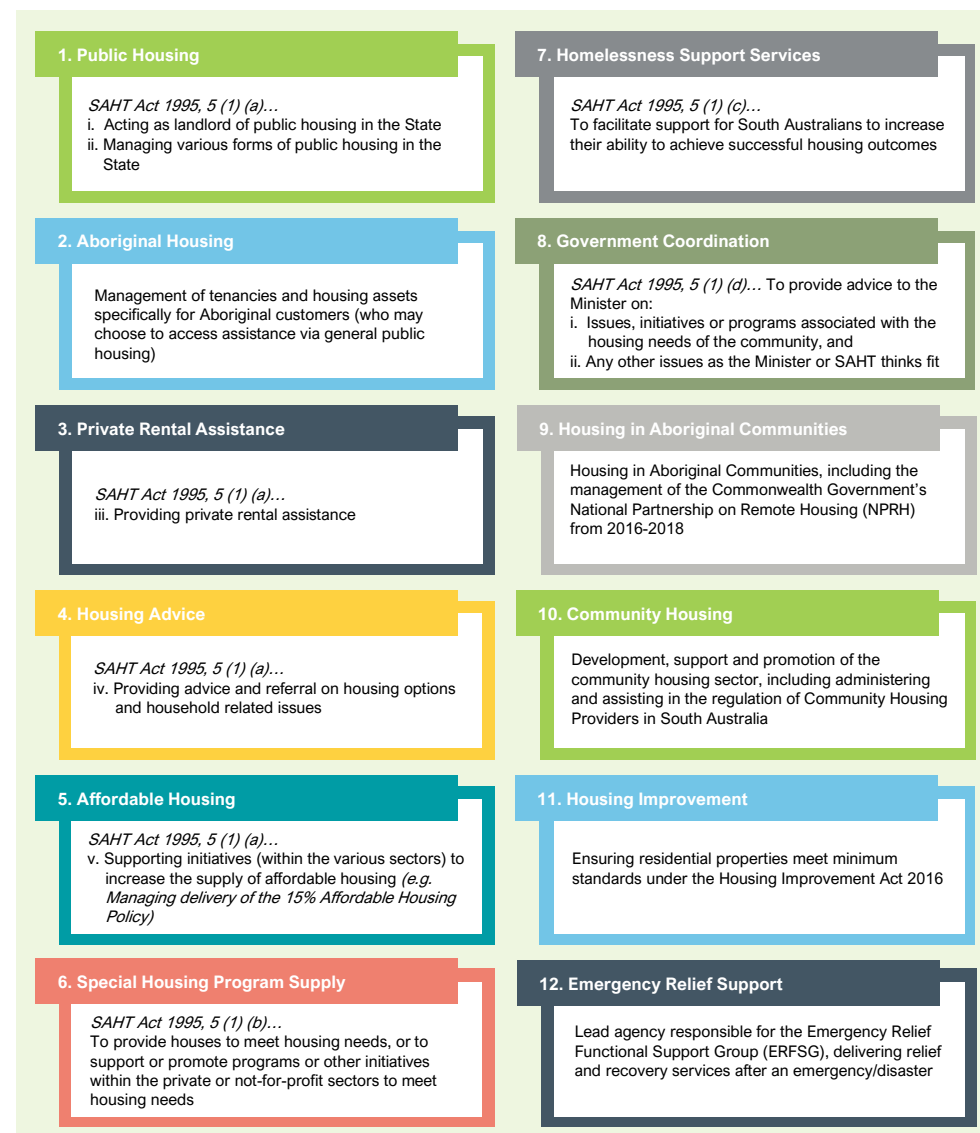 1. Public Housing
SAHT Act 1995, 5 (1) (a)…
i. Acting as landlord of public housing in the State
ii. Managing various forms of public housing in the
State
2. Aboriginal Housing
Management of tenancies and housing assets
specifically for Aboriginal customers (who may
choose to access assistance via general public
housing)
3. Private Rental Assistance
SAHT Act 1995, 5 (1) (a)…
iii. Providing private rental assistance
4. Housing Advice
SAHT Act 1995, 5 (1) (a)…
iv. Providing advice and referral on housing options
and household related issues
5. Affordable Housing
SAHT Act 1995, 5 (1) (a)…
v. Supporting initiatives (within the various sectors) to
increase the supply of affordable housing (e.g.
Managing delivery of the 15% Affordable Housing
Policy)
6. Special Housing Program Supply
SAHT Act 1995, 5 (1) (b)…
To provide houses to meet housing needs, or to
support or promote programs or other initiatives
within the private or not-for-profit sectors to meet
housing needs
7. Homelessness Support Services
SAHT Act 1995, 5 (1) (c)…
To facilitate support for South Australians to increase
their ability to achieve successful housing outcomes
8. Government Coordination
SAHT Act 1995, 5 (1) (d)… To provide advice to the
Minister on:
i. Issues, initiatives or programs associated with the
housing needs of the community, and
ii. Any other issues as the Minister or SAHT thinks fit
9. Housing in Aboriginal Communities
Housing in Aboriginal Communities, including the
management of the Commonwealth Government's
National Partnership on Remote Housing (NPRH)
from 2016-2018
10. Community Housing
Development, support and promotion of the
community housing sector, including administering
and assisting in the regulation of Community Housing
Providers in South Australia
11. Housing Improvement
Ensuring residential properties meet minimum
standards under the Housing Improvement Act 2016
12. Emergency Relief Support
Lead agency responsible for the Emergency Relief
Functional Support Group (ERFSG), delivering relief
and recovery services after an emergency/disaster